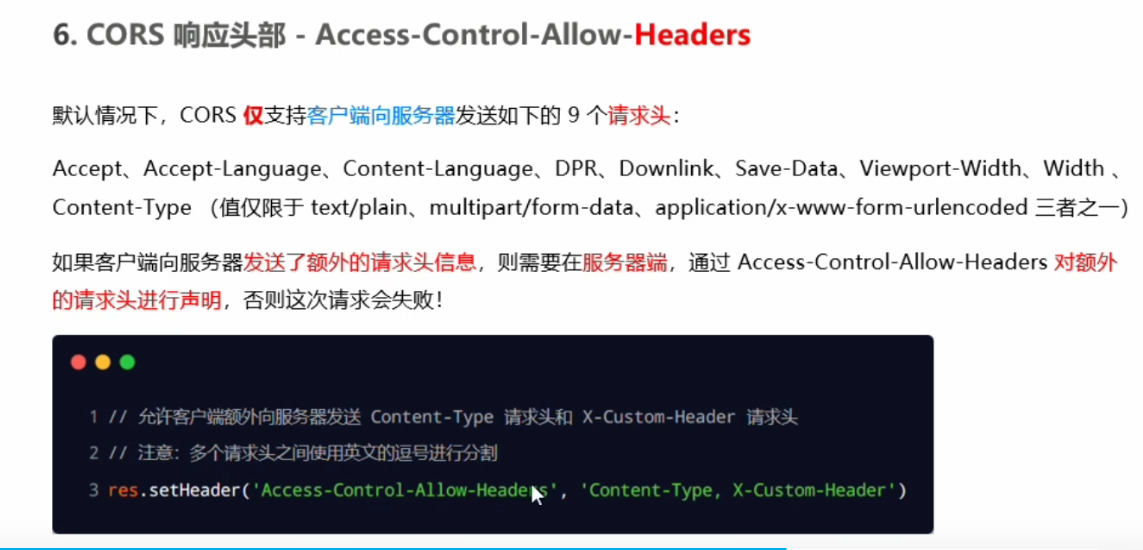 6. CORS 响应头部 - Access-Control-Allow-Headers
默认情况下，CORS 仅支持客户端向服务器发送如下的 9 个请求头：
Accept、Accept-Language、Content-Language、DPR、Downlink、Save-Data、Viewport-Width、Width 、
Content-Type （值仅限于 text/plain、multipart/form-data、application/x-www-form-urlencoded 三者之一）
如果客户端向服务器发送了额外的请求头信息，则需要在服务器端，通过 Access-Control-Allow-Headers 对额外
的请求头进行声明，否则这次请求会失败！
1 // 允许客户端额外向服务器发送 Content-Type 请求头和 X-Custom-Header 请求头
2 // 注意：多个请求头之间使用英文的逗号进行分割
3 res.setHeader('Access-Control-Allow-Headers', 'Content-Type, X-Custom-Header')